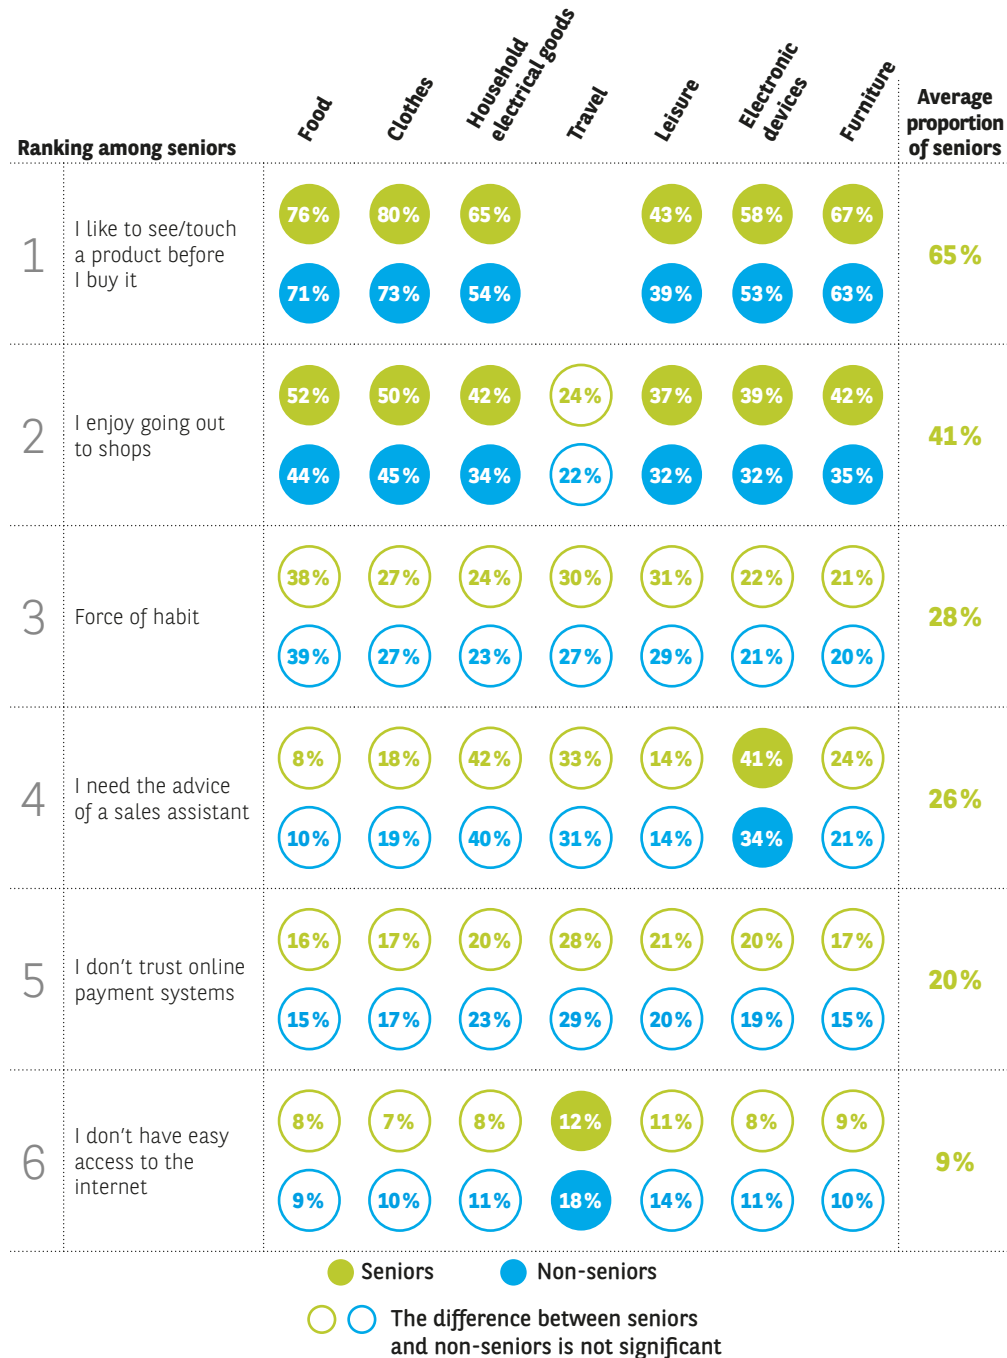 Ranking among seniors
Food
Clothes
Household
electrical goods
Travel
Leisure
Electronic
devices
Furniture
Average
proportion
of seniors
1
I like to see/touch
a product before
I buy it
76% 80% 65% 43% 58% 67%
71% 73% 54% 39% 53% 63%
65%
2
I enjoy going out
to shops
52% 50% 42% 24% 37% 39% 42%
44% 45% 34% 22% 32% 32% 35%
41%
3
Force of habit
38% 27% 24% 30% 31% 22% 21%
39% 27% 23% 27% 29% 21% 20%
28%
4
I need the advice
of a sales assistant
8% 18% 42% 33% 14% 41% 24%
10% 19% 40% 31% 14% 34% 21%
26%
5
I don't trust online
payment systems
16% 17% 20% 28% 21% 20% 17%
15% 17% 23% 29% 20% 19% 15%
20%
6
I don't have easy
access to the
internet
8% 7% 8% 12% 11% 8% 9%
9% 10% 11% 18% 14% 11% 10%
9%
Seniors Non-seniors
The difference between seniors
and non-seniors is not significant